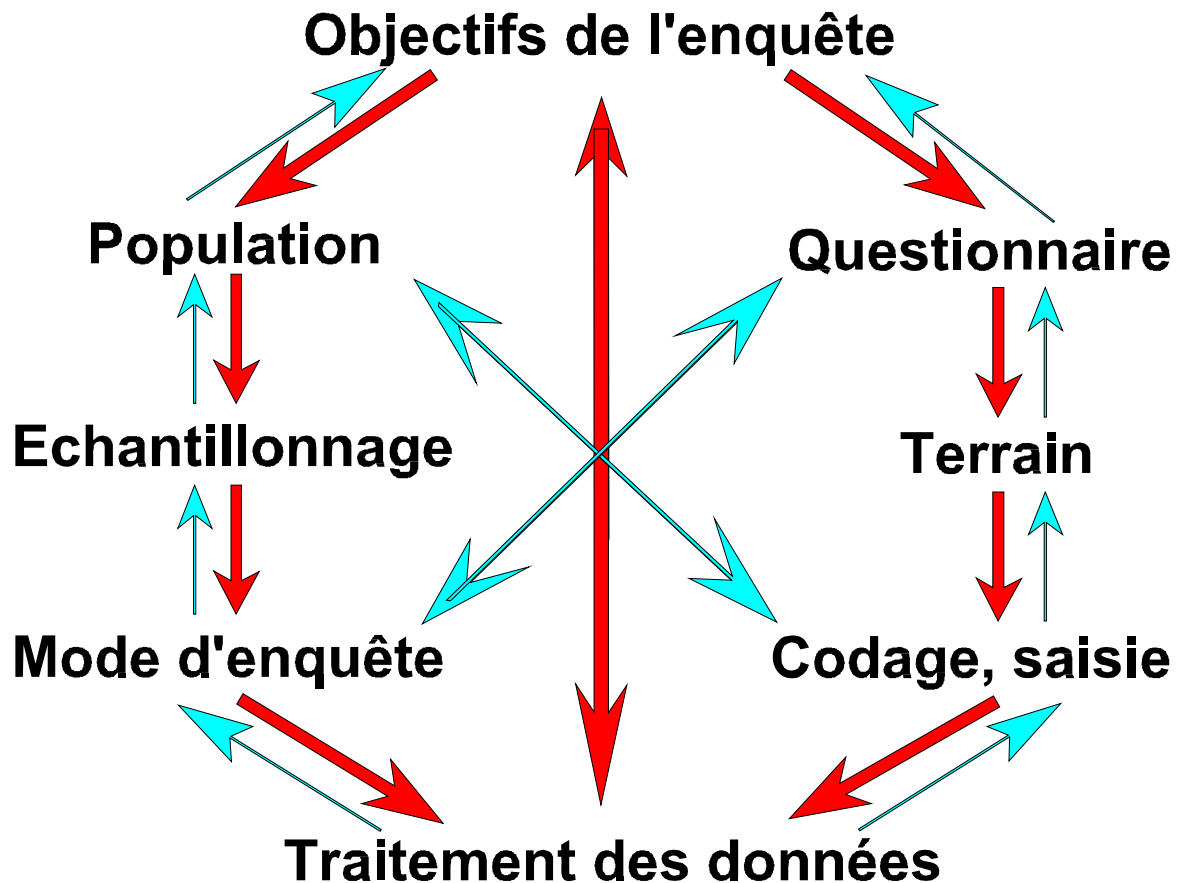 Objectifs de l'enquête
Population
Questionnaire
Echantillonnage
Terrain
Mode d'enquête
Codage, saisie
Traitement des données